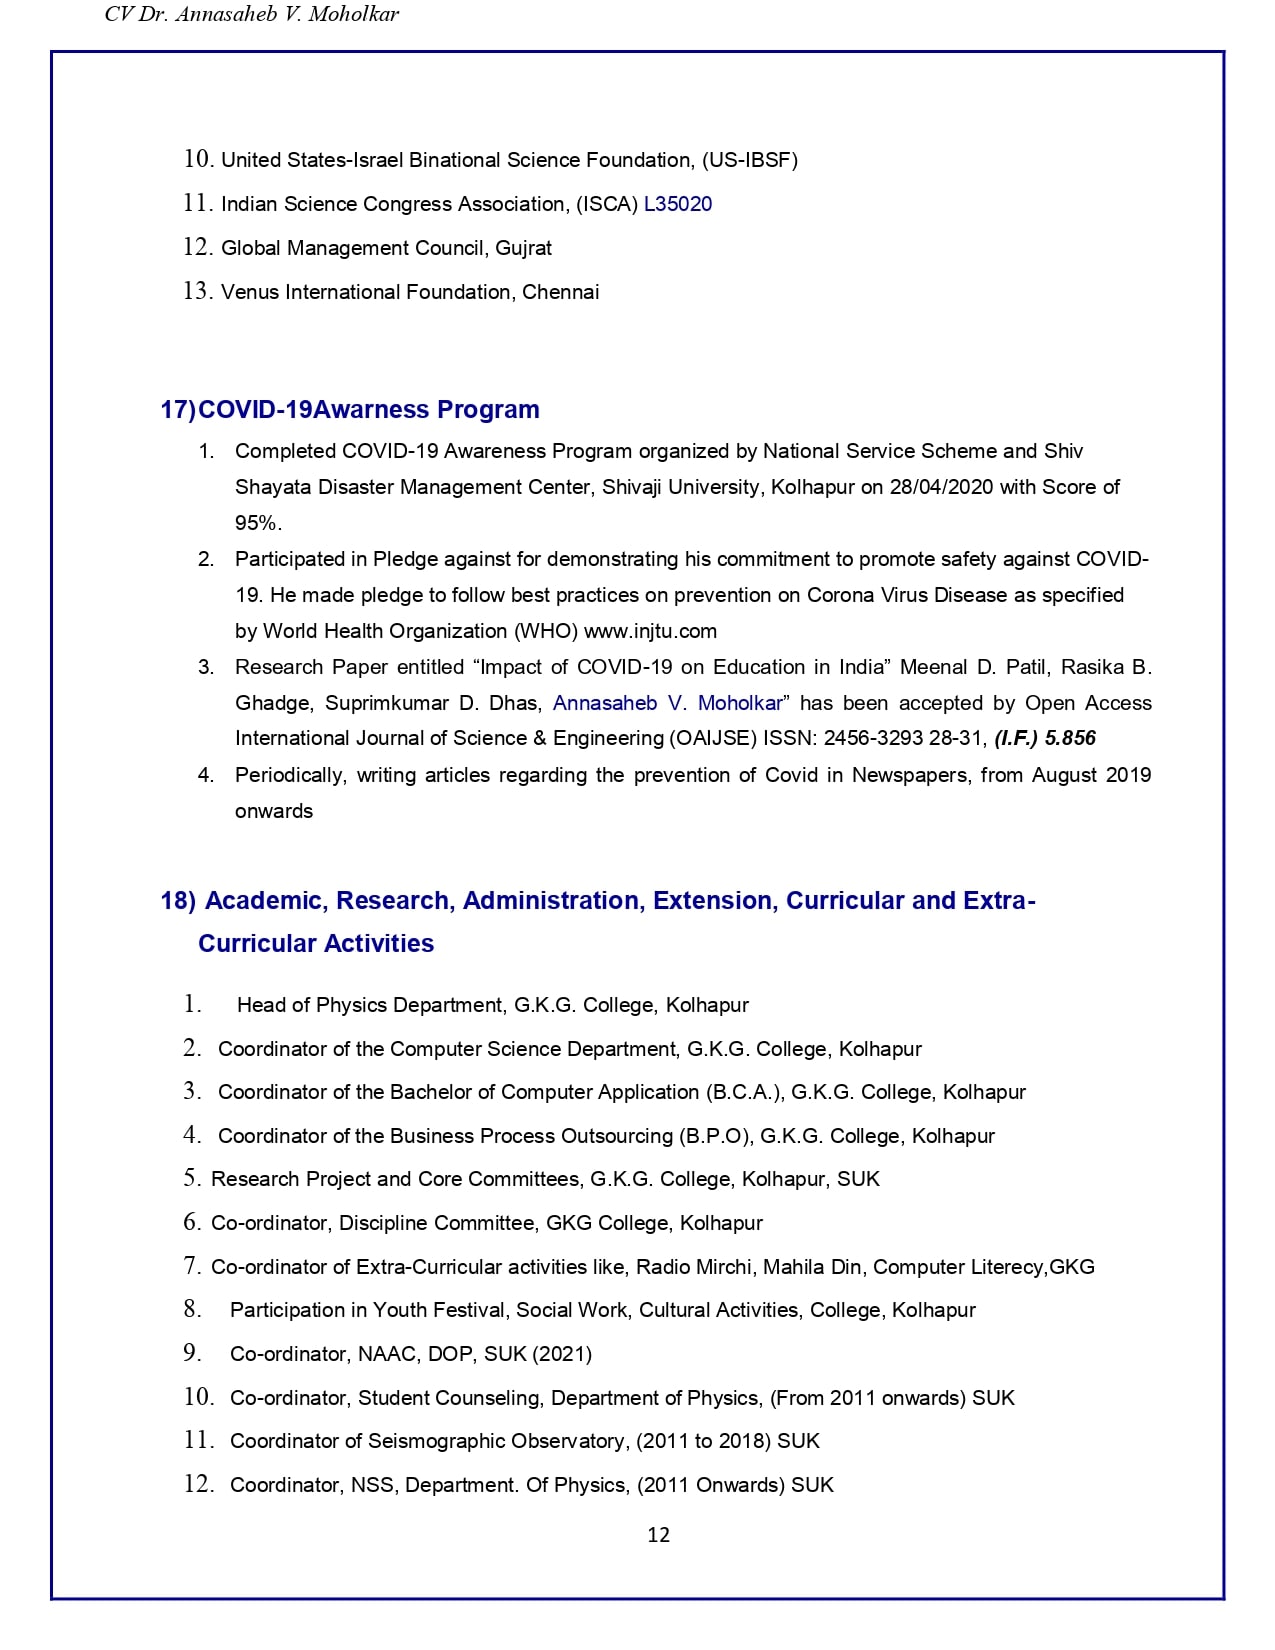 CV Dr. Annasaheb V. Moholkar
10. United States-Israel Binational Science Foundation, (US-IBSF)
11. Indian Science Congress Association, (ISCA) L35020
12. Global Management Council, Gujrat
13. Venus International Foundation, Chennai
17)COVID-19Awarness Program
1. Completed COVID-19 Awareness Program organized by National Service Scheme and Shiv
Shayata Disaster Management Center, Shivaji University, Kolhapur on 28/04/2020 with Score of
95%.
2. Participated in Pledge against for demonstrating his commitment to promote safety against COVID-
19. He made pledge to follow best practices on prevention on Corona Virus Disease as specified
by World Health Organization (WHO) www.injtu.com
3. Research Paper entitled “Impact of COVID-19 on Education in India” Meenal D. Patil, Rasika B.
Ghadge, Suprimkumar D. Dhas, Annasaheb V. Moholkar” has been accepted by Open Access
International Journal of Science & Engineering (OAIJSE) ISSN: 2456-3293 28-31, (I.F.) 5.856
4. Periodically, writing articles regarding the prevention of Covid in Newspapers, from August 2019
onwards
18) Academic, Research, Administration, Extension, Curricular and Extra-
Curricular Activities
1. Head of Physics Department, G.K.G. College, Kolhapur
2. Coordinator of the Computer Science Department, G.K.G. College, Kolhapur
3. Coordinator of the Bachelor of Computer Application (B.C.A.), G.K.G. College, Kolhapur
4. Coordinator of the Business Process Outsourcing (B.P.O), G.K.G. College, Kolhapur
5. Research Project and Core Committees, G.K.G. College, Kolhapur, SUK
6. Co-ordinator, Discipline Committee, GKG College, Kolhapur
7. Co-ordinator of Extra-Curricular activities like, Radio Mirchi, Mahila Din, Computer Literecy,GKG
8. Participation in Youth Festival, Social Work, Cultural Activities, College, Kolhapur
9. Co-ordinator, NAAC, DOP, SUK (2021)
10. Co-ordinator, Student Counseling, Department of Physics, (From 2011 onwards) SUK
11. Coordinator of Seismographic Observatory, (2011 to 2018) SUK
12. Coordinator, NSS, Department. Of Physics, (2011 Onwards) SUK
12